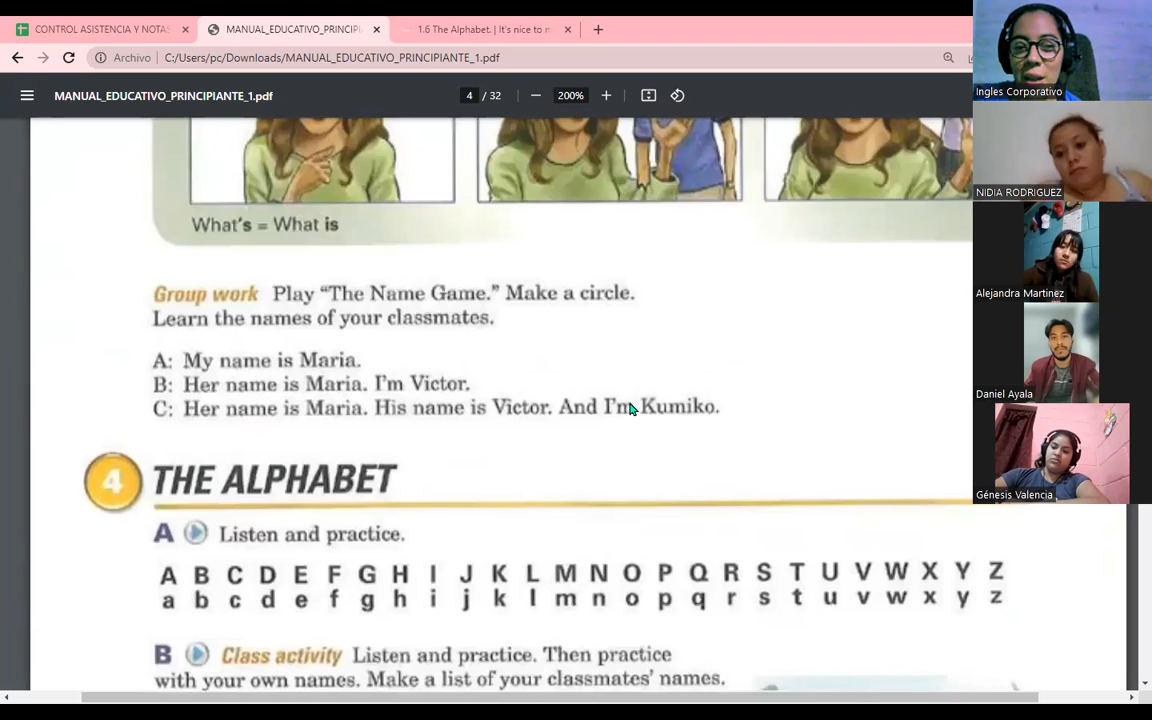 CONTROL ASISTENCIA Y NOTAS
MANUAL_EDUCATIVO_PRINCIPI
1.6 The Alphabet. | It's nice to m
Archivo
C:/Users/pc/Downloads/MANUAL_EDUCATIVO_PRINCIPIANTE_1.pdf
MANUAL_EDUCATIVO_PRINCIPIANTE_1.pdf
4 / 32
200%
What's = What is
Group work Play “The Name Game.” Make a circle.
Learn the names of your classmates.
A: My name is Maria.
B: Her name is Maria. I'm Victor.
C: Her name is Maria. His name is Victor. And I'm Kumiko.
4 THE ALPHABET
A Listen and practice.
A B C D E F G H I J K L M N O P Q R S T U V W X Y Z
a b c d e f g h i j k l m n o p q r s t u v w x y z
B Class activity Listen and practice. Then practice
with your own names. Make a list of your classmates' names.
Ingles Corporativo
NIDIA RODRIGUEZ
Alejandra Martinez
Daniel Ayala
Génesis Valencia